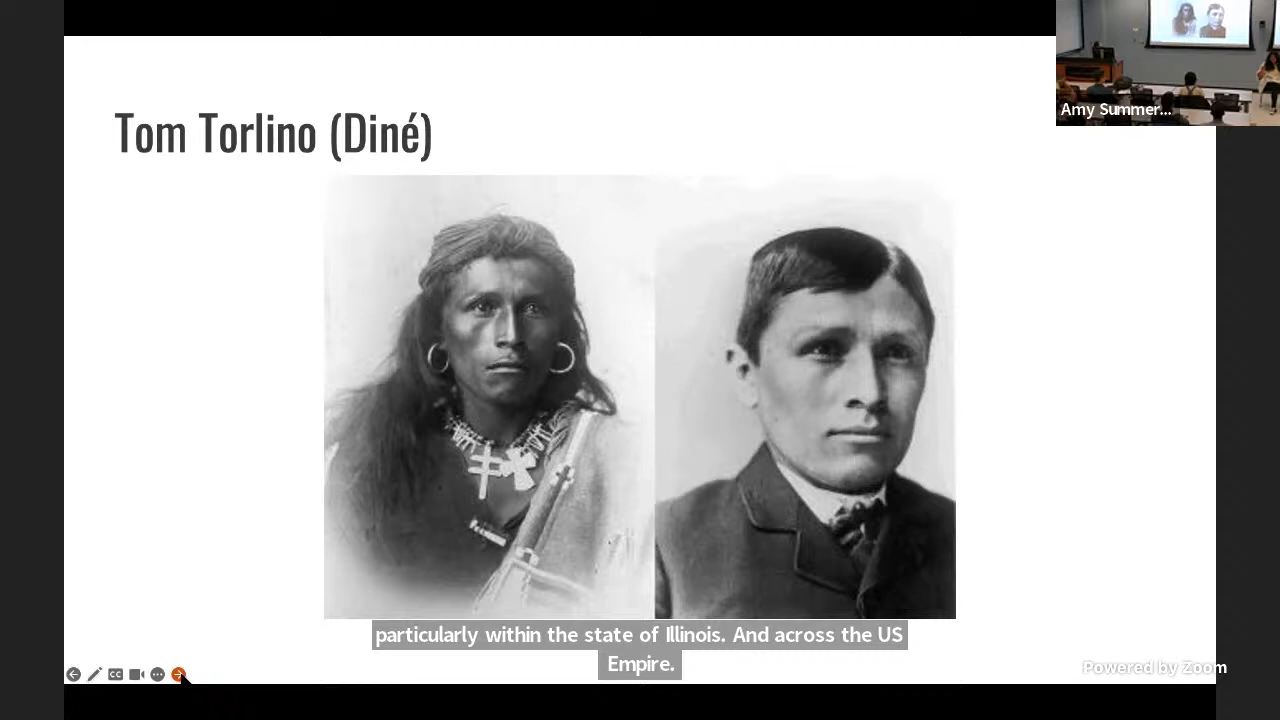 Amy Summer...
Tom Torlino (Diné)
particularly within the state of Illinois. And across the US
Empire.
CC
Powered by Zoom